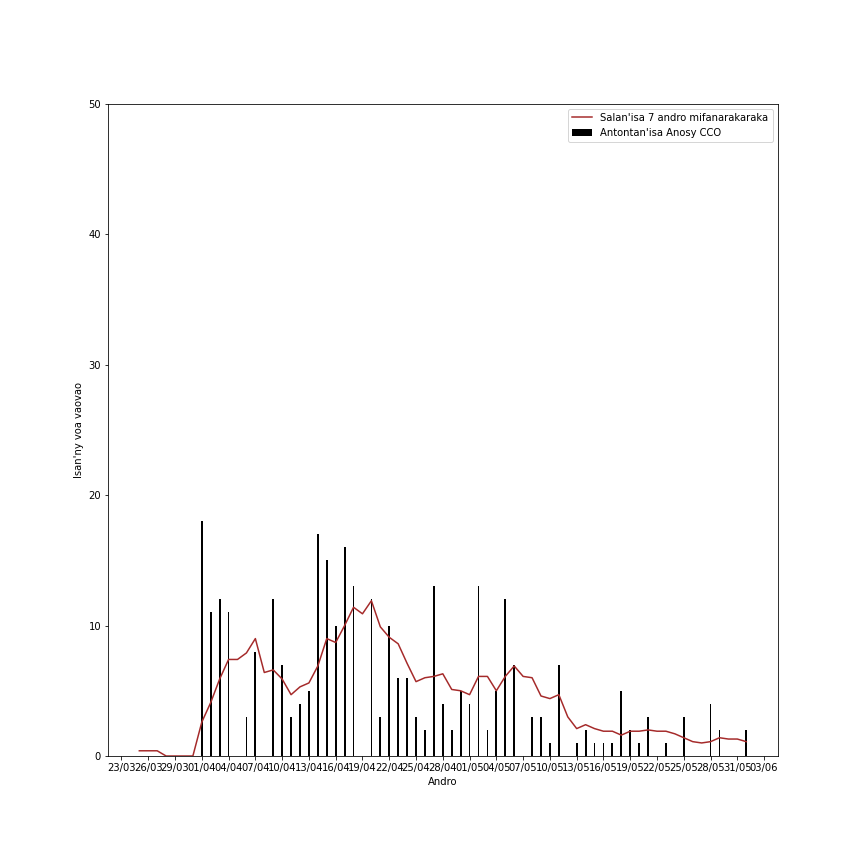 50
Salan'isa 7 andro mifanarakaraka
Antontan'isa Anosy CCO
40
30
Isan'ny voa vaovao
20
10
0
23/03 26/03 29/03 01/04 04/04 07/04 10/04 13/04 16/04 19/04 22/04 25/04 28/04 01/05 04/05 07/05 10/05 13/05 16/05 19/05 22/05 25/05 28/05 31/05 03/06
Andro